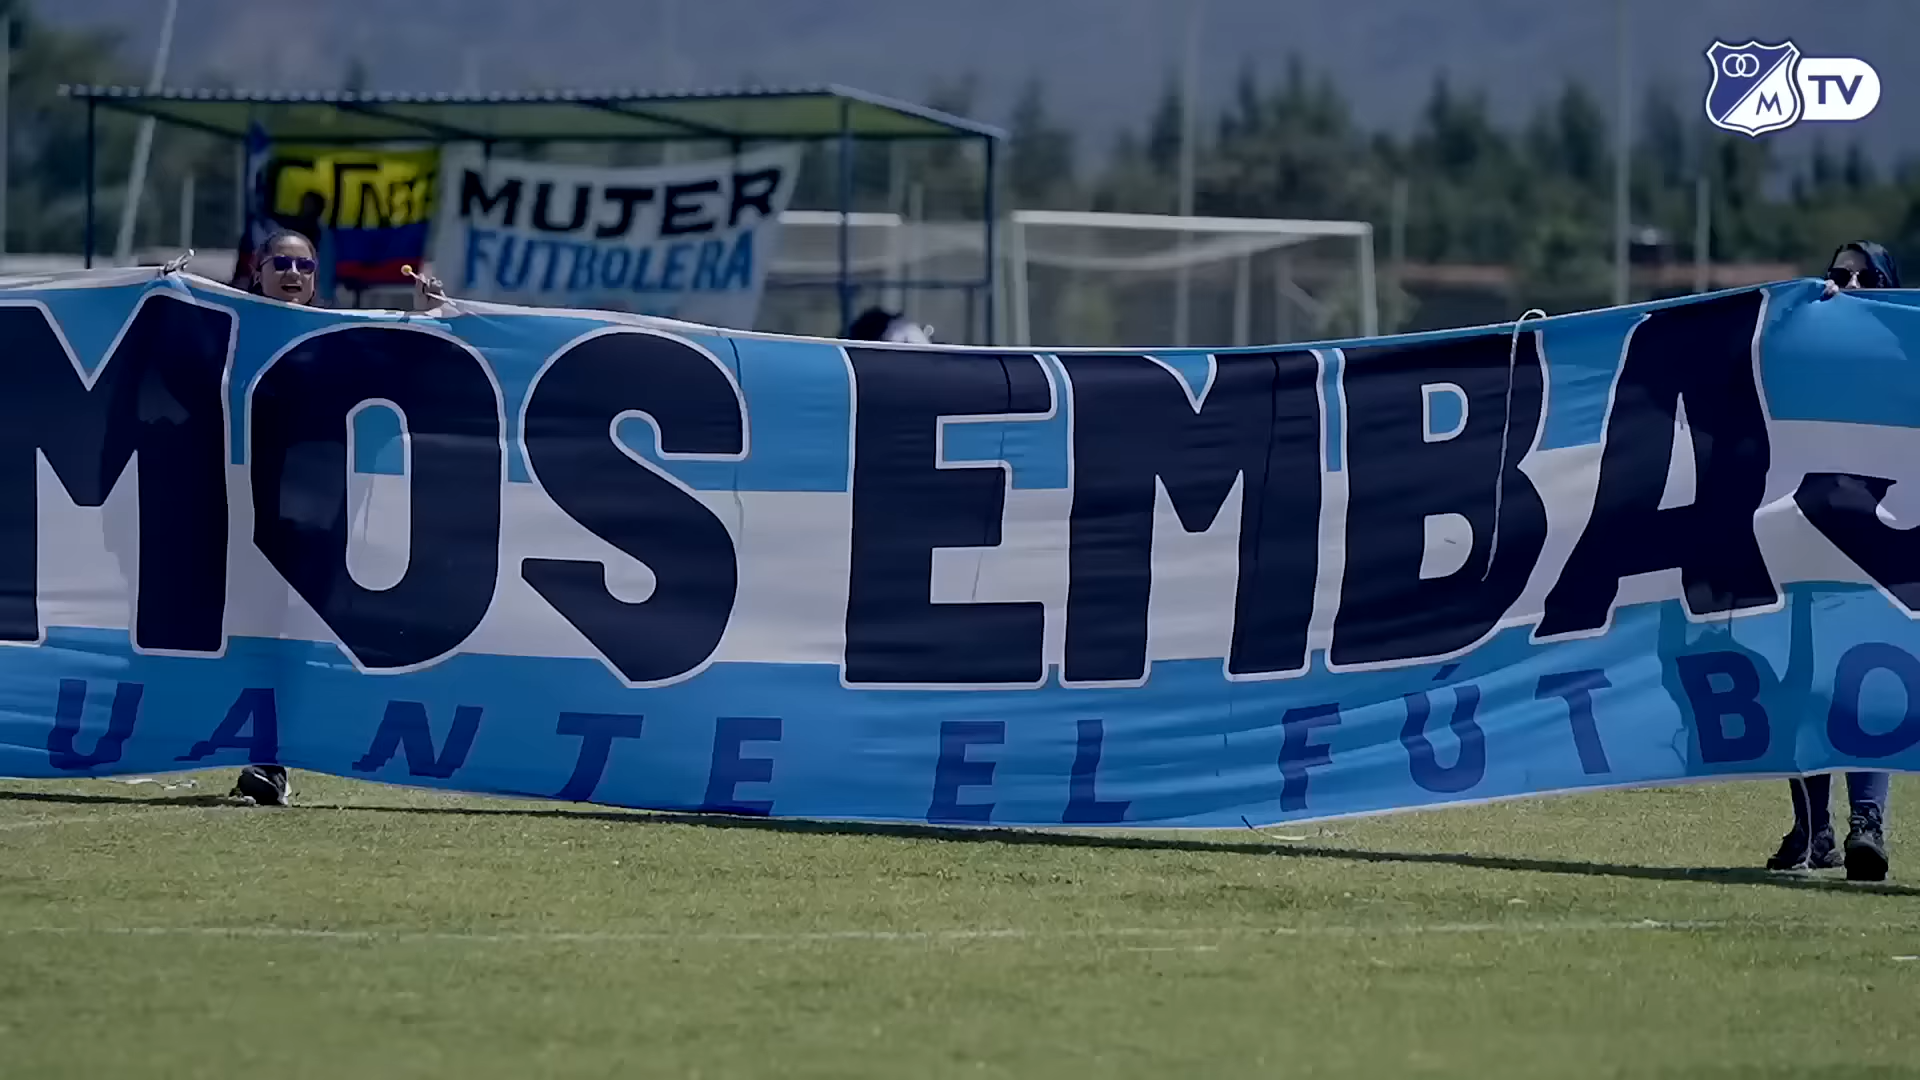 M TV
MUJER
FUTBOLERA
MOS EMBA
UANTE EL FÚTBO